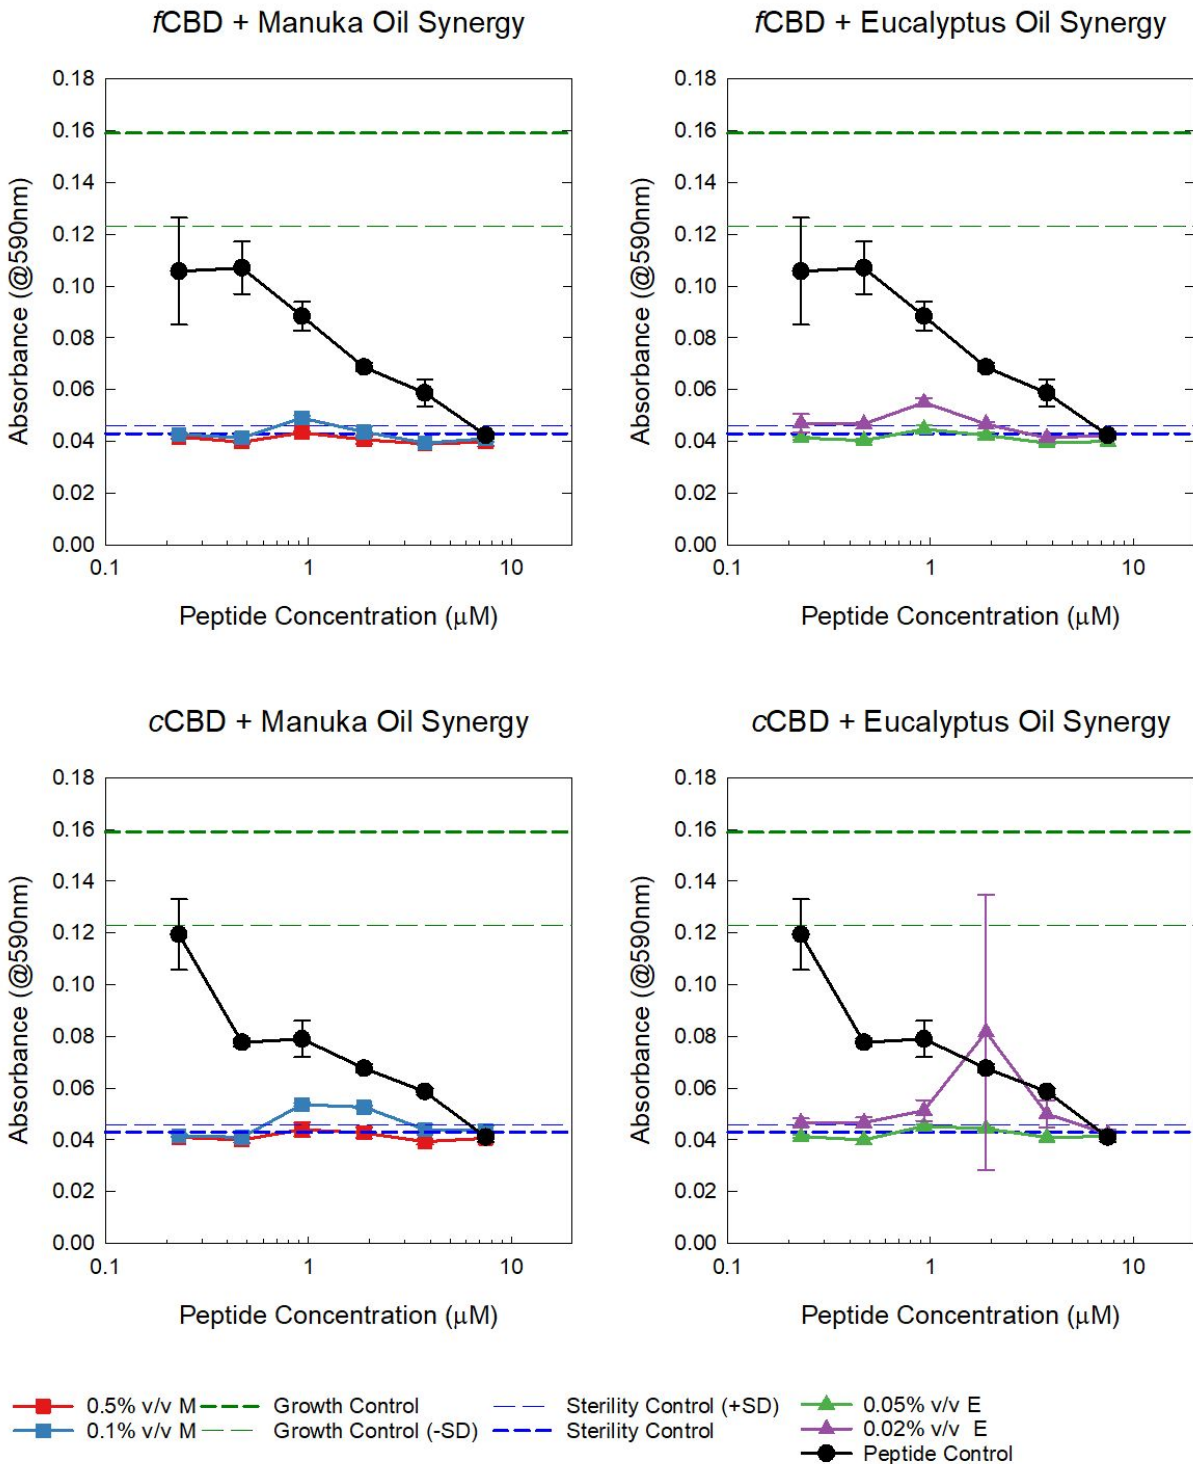 fCBD + Manuka Oil Synergy
fCBD + Eucalyptus Oil Synergy
Absorbance (@590nm)
0.18
0.16
0.14
0.12
0.10
0.08
0.06
0.04
0.02
0.00
0.1
1
10
Peptide Concentration (μM)
Absorbance (@590nm)
0.18
0.16
0.14
0.12
0.10
0.08
0.06
0.04
0.02
0.00
0.1
1
10
Peptide Concentration (μM)
cCBD + Manuka Oil Synergy
cCBD + Eucalyptus Oil Synergy
Absorbance (@590nm)
0.18
0.16
0.14
0.12
0.10
0.08
0.06
0.04
0.02
0.00
0.1
1
10
Peptide Concentration (μM)
Absorbance (@590nm)
0.18
0.16
0.14
0.12
0.10
0.08
0.06
0.04
0.02
0.00
0.1
1
10
Peptide Concentration (μM)
0.5% v/v M
0.1% v/v M
Growth Control
Growth Control (-SD)
Sterility Control (+SD)
Sterility Control
0.05% v/v E
0.02% v/v E
Peptide Control